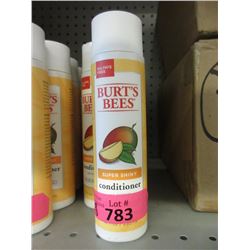 SULFATE FREE
BURT'S
BEES
SUPER SHINY
conditioner
Lot #
783